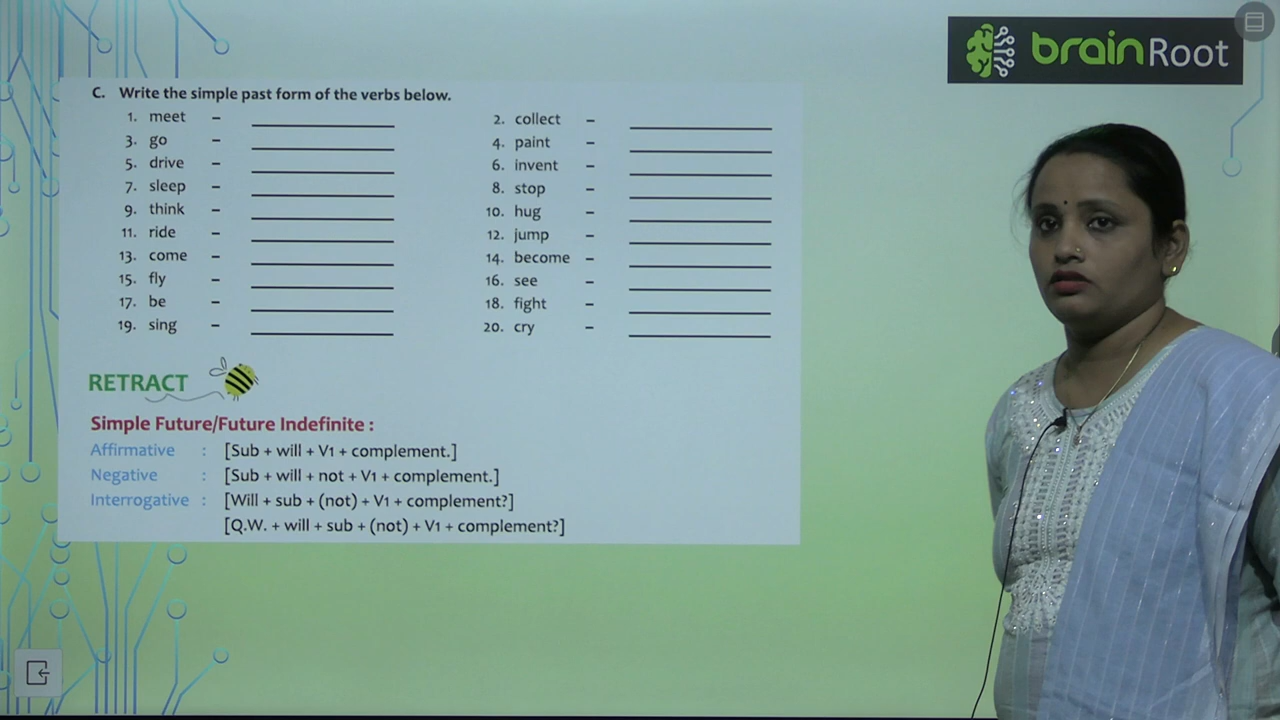 brainRoot
C. Write the simple past form of the verbs below.
1. meet –
2. collect –
3. go –
4. paint –
5. drive –
6. invent –
7. sleep –
8. stop –
9. think –
10. hug –
11. ride –
12. jump –
13. come –
14. become –
15. fly –
16. see –
17. be –
18. fight –
19. sing –
20. cry –
RETRACT
Simple Future/Future Indefinite :
Affirmative : [Sub + will + V1 + complement.]
Negative : [Sub + will + not + V1 + complement.]
Interrogative : [Will + sub + (not) + V1 + complement?]
[Q.W. + will + sub + (not) + V1 + complement?]